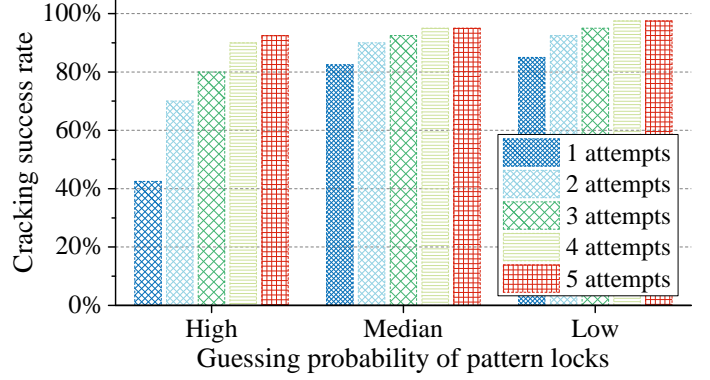 100%
80%
60%
40%
20%
0%
Cracking success rate
1 attempts
2 attempts
3 attempts
4 attempts
5 attempts
High
Median
Low
Guessing probability of pattern locks